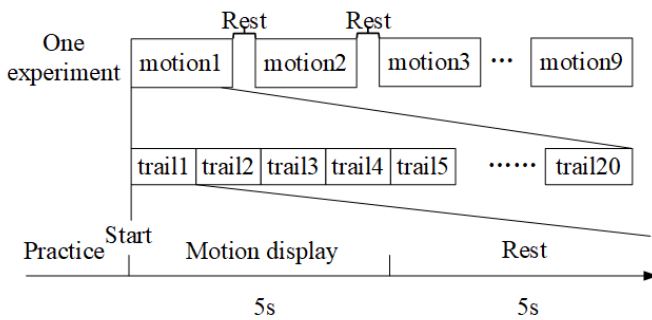 Rest Rest
One experiment
motion1 motion2 motion3 ... motion9
trail1 trail2 trail3 trail4 trail5 ...... trail20
Start
Practice Motion display Rest
5s 5s